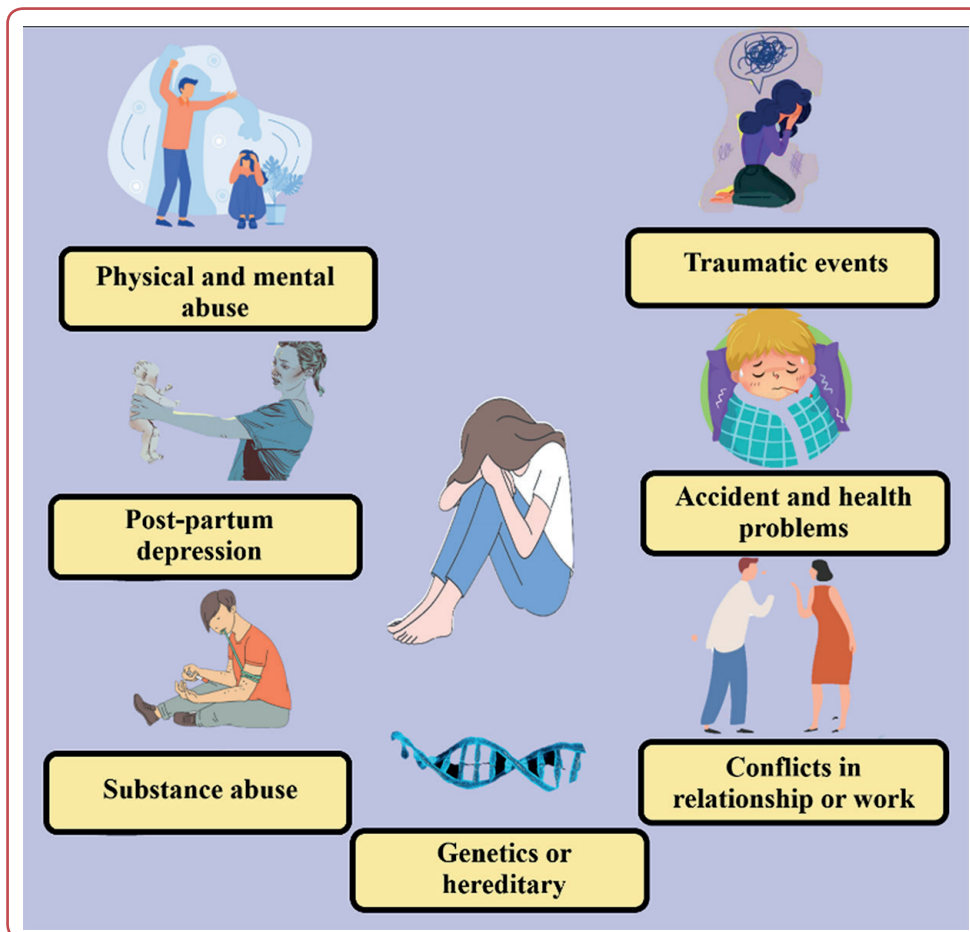 Physical and mental
abuse
Traumatic events
Post-partum
depression
Accident and health
problems
Substance abuse
Conflicts in
relationship or work
Genetics or
hereditary